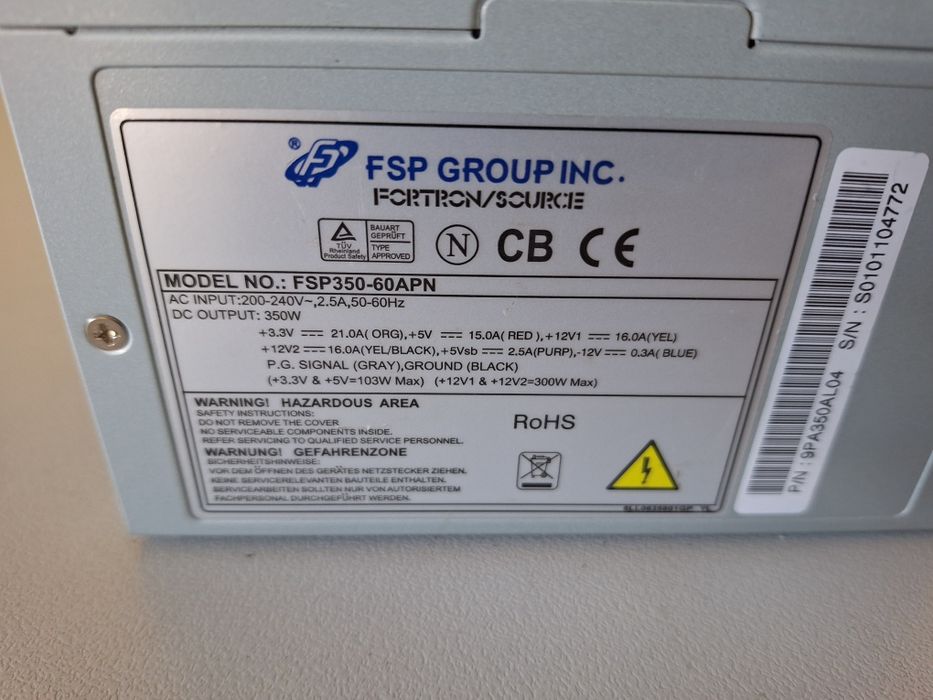 ® FSP GROUP INC.
FORTRON/SOURCE
TÜV Rheinland Product Safety
BAUART GEPRÜFT
TYPE APPROVED
N CB CE
MODEL NO.: FSP350-60APN
AC INPUT:200-240V~,2.5A,50-60Hz
DC OUTPUT: 350W
+3.3V ⎓ 21.0A( ORG),+5V ⎓ 15.0A( RED ),+12V1 ⎓ 16.0A(YEL)
+12V2 ⎓ 16.0A(YEL/BLACK),+5Vsb ⎓ 2.5A(PURP),-12V ⎓ 0.3A( BLUE)
P.G. SIGNAL (GRAY),GROUND (BLACK)
(+3.3V & +5V=103W Max) (+12V1 & +12V2=300W Max)
WARNING! HAZARDOUS AREA
SAFETY INSTRUCTIONS:
DO NOT REMOVE THE COVER
NO SERVICEABLE COMPONENTS INSIDE.
REFER SERVICING TO QUALIFIED SERVICE PERSONNEL.
WARNUNG! GEFAHRENZONE
SICHERHEITSHINWEISE:
VOR DEM ÖFFNEN DES GERÄTES NETZSTECKER ZIEHEN.
KEINE SERVICERELEVANTEN BAUTEILE ENTHALTEN.
SERVICEARBEITEN SOLLTEN NUR VON AUTORISIERTEM
FACHPERSONAL DURCHGEFÜHRT WERDEN.
RoHS
P/N : 9PA350AL04 S/N : S0101104772